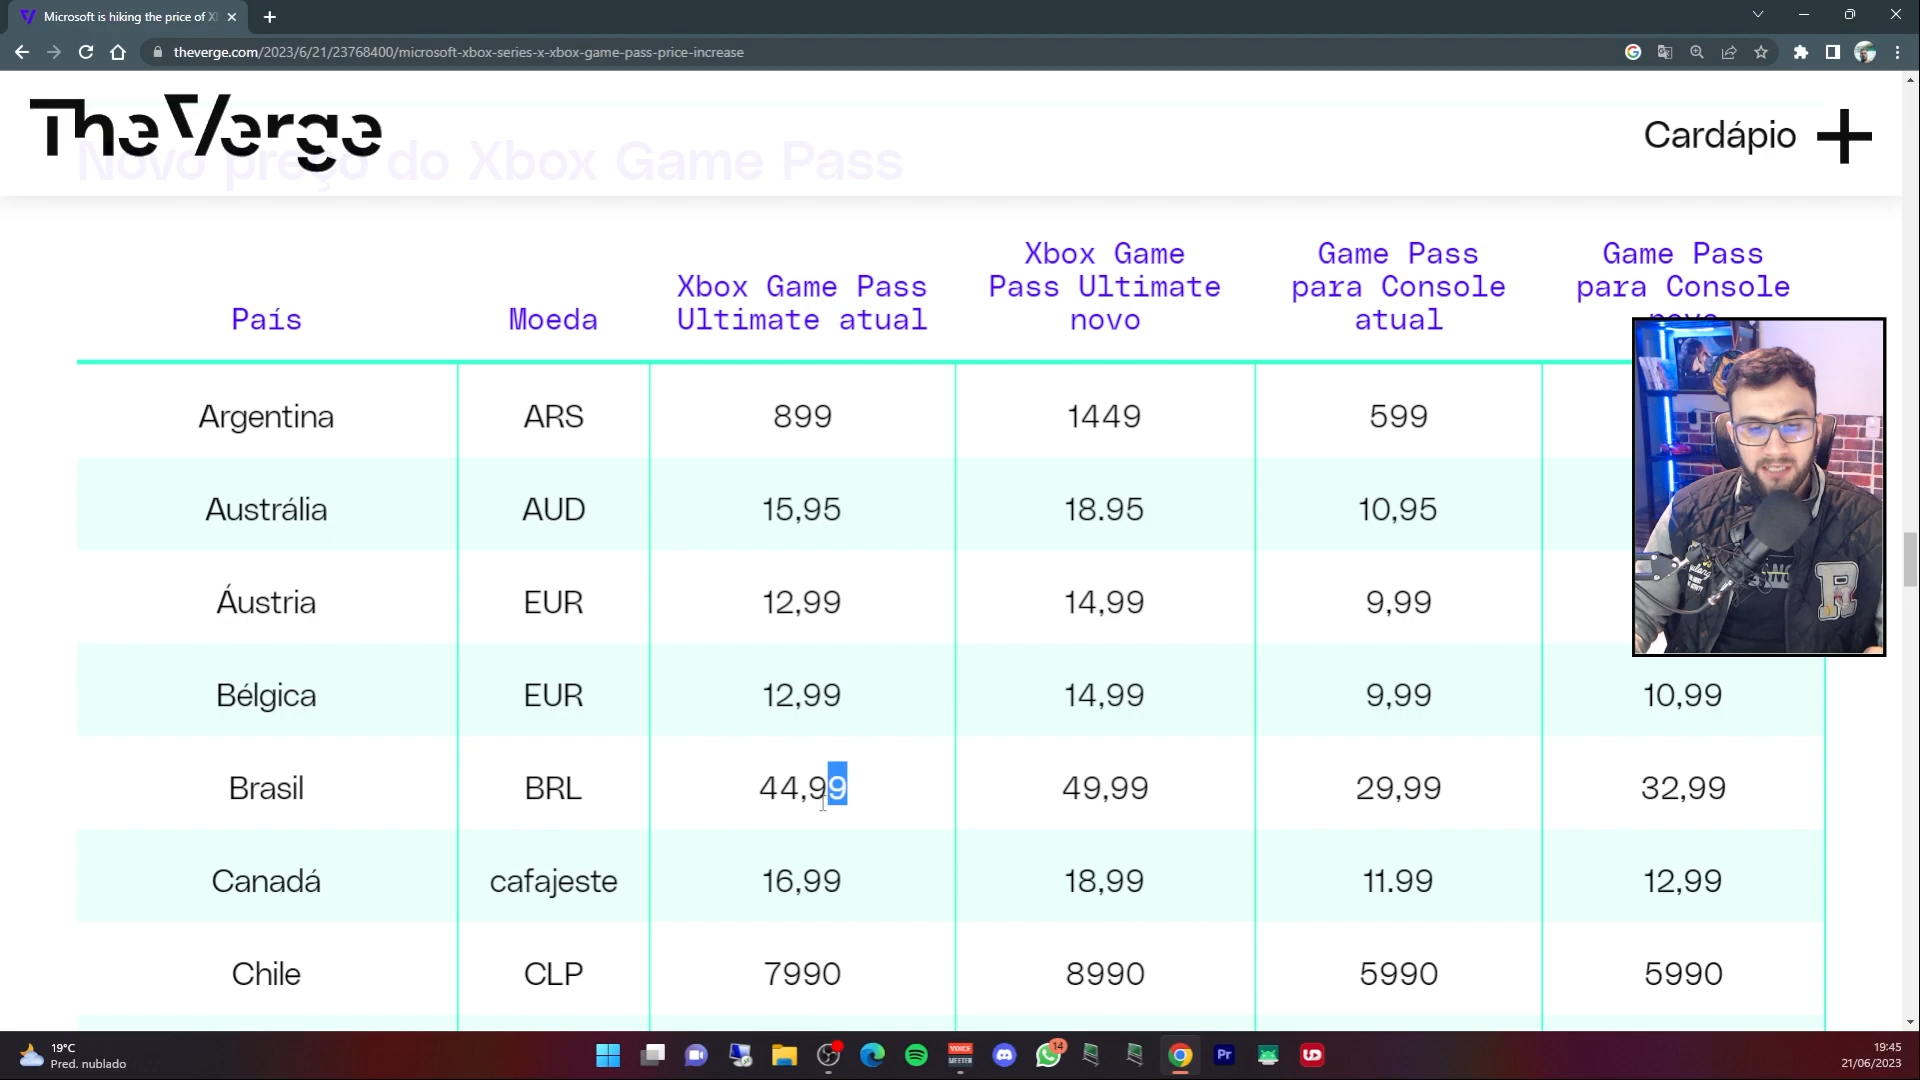 Microsoft is hiking the price of X
theverge.com/2023/6/21/23768400/microsoft-xbox-series-x-xbox-game-pass-price-increase
The Verge
Cardápio
Novo preço do Xbox Game Pass
País
Moeda
Xbox Game Pass
Ultimate atual
Xbox Game
Pass Ultimate
novo
Game Pass
para Console
atual
Game Pass
para Console
novo
Argentina ARS 899 1449 599
Austrália AUD 15,95 18.95 10,95
Áustria EUR 12,99 14,99 9,99
Bélgica EUR 12,99 14,99 9,99 10,99
Brasil BRL 44,99 49,99 29,99 32,99
Canadá cafajeste 16,99 18,99 11.99 12,99
Chile CLP 7990 8990 5990 5990
19°C
Pred. nublado
VOICE
MEETER
14
Pr
UD
19:45
21/06/2023